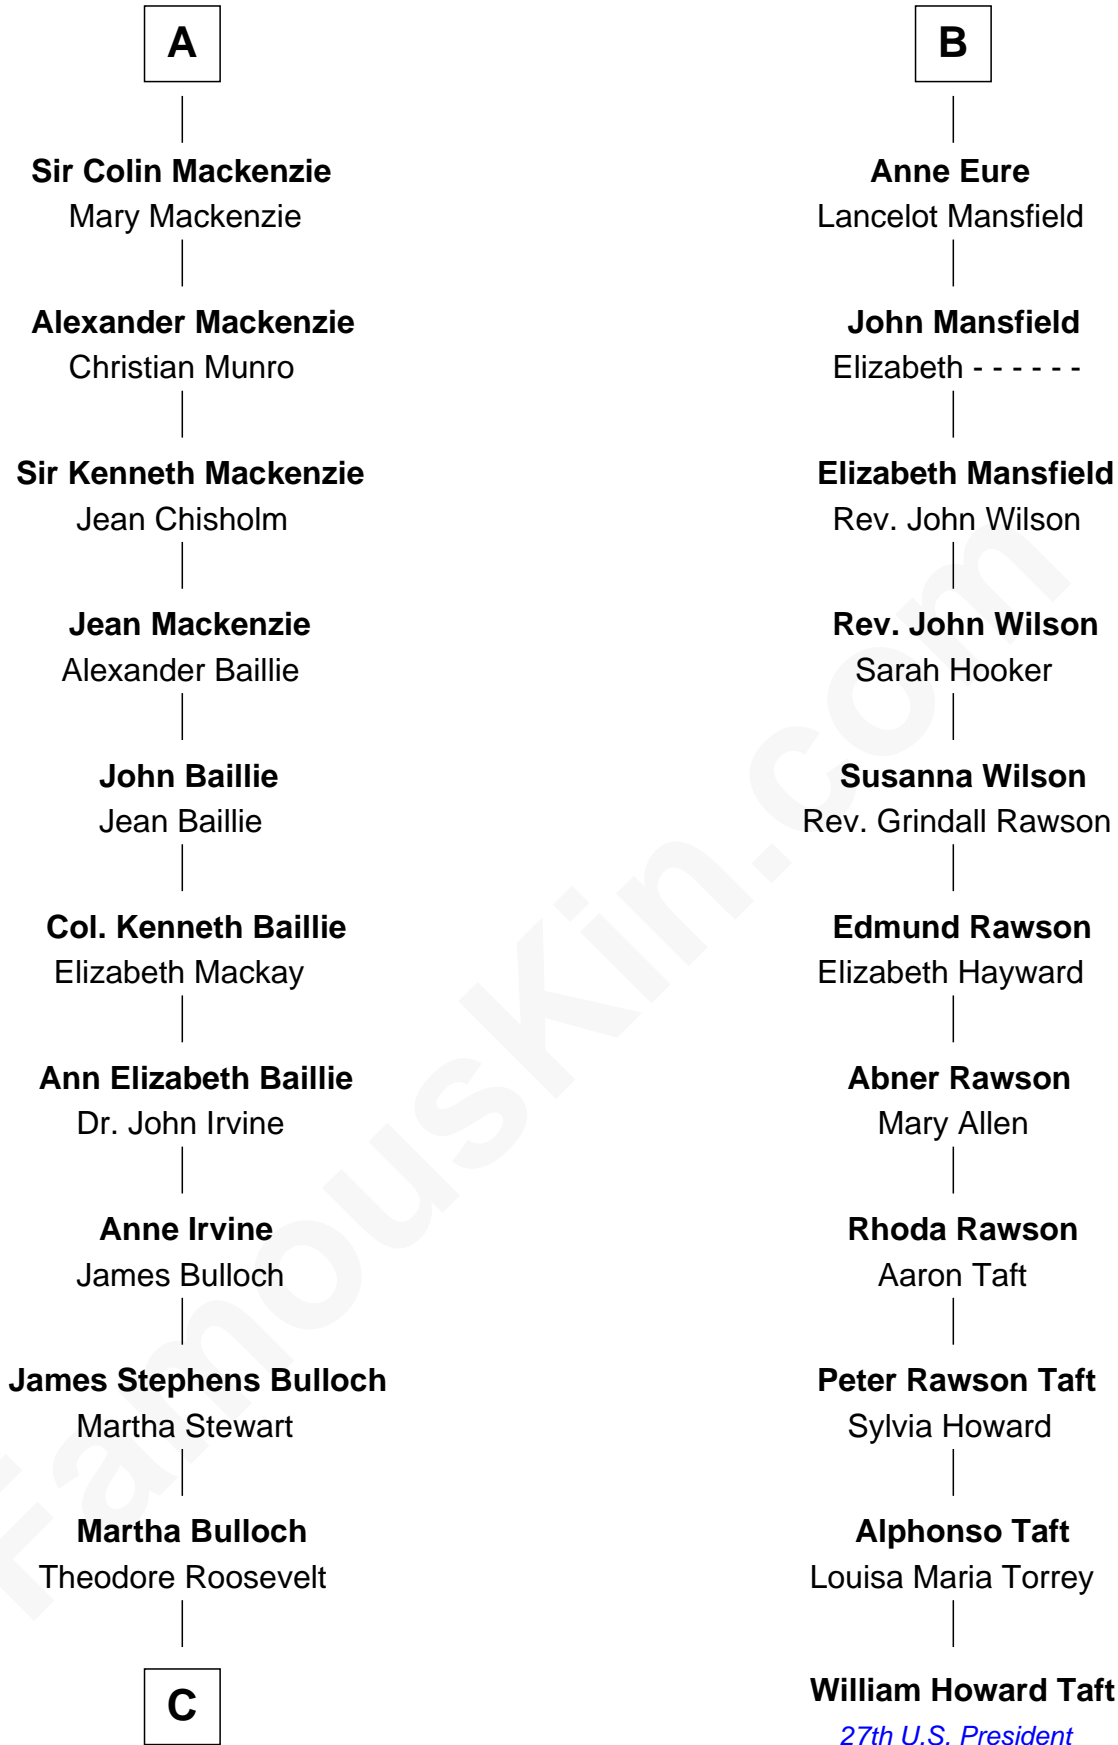 A
Sir Colin Mackenzie
Mary Mackenzie
Alexander Mackenzie
Christian Munro
Sir Kenneth Mackenzie
Jean Chisholm
Jean Mackenzie
Alexander Baillie
John Baillie
Jean Baillie
Col. Kenneth Baillie
Elizabeth Mackay
Ann Elizabeth Baillie
Dr. John Irvine
Anne Irvine
James Bulloch
James Stephens Bulloch
Martha Stewart
Martha Bulloch
Theodore Roosevelt
C
B
Anne Eure
Lancelot Mansfield
John Mansfield
Elizabeth - - - - - -
Elizabeth Mansfield
Rev. John Wilson
Rev. John Wilson
Sarah Hooker
Susanna Wilson
Rev. Grindall Rawson
Edmund Rawson
Elizabeth Hayward
Abner Rawson
Mary Allen
Rhoda Rawson
Aaron Taft
Peter Rawson Taft
Sylvia Howard
Alphonso Taft
Louisa Maria Torrey
William Howard Taft
27th U.S. President
FamousKin.com